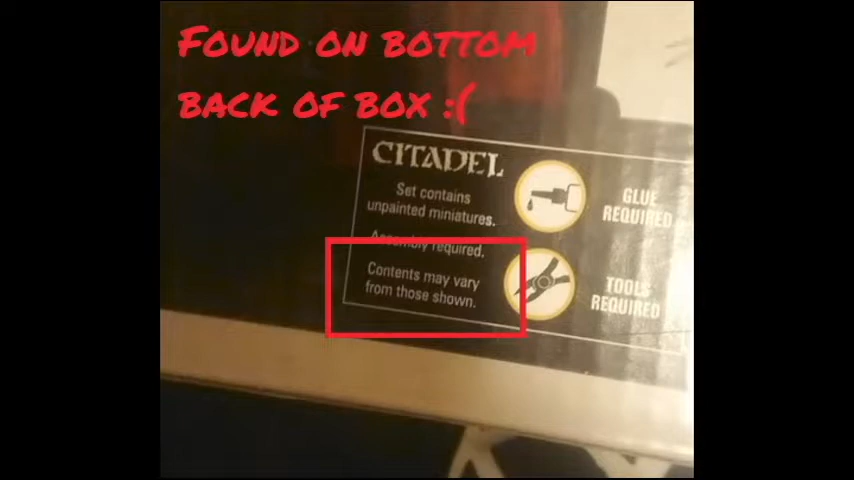 Found on bottom
back of box :(
CITADEL
Set contains
unpainted miniatures.
Assembly required.
Contents may vary
from those shown.
GLUE
REQUIRED
TOOLS
REQUIRED